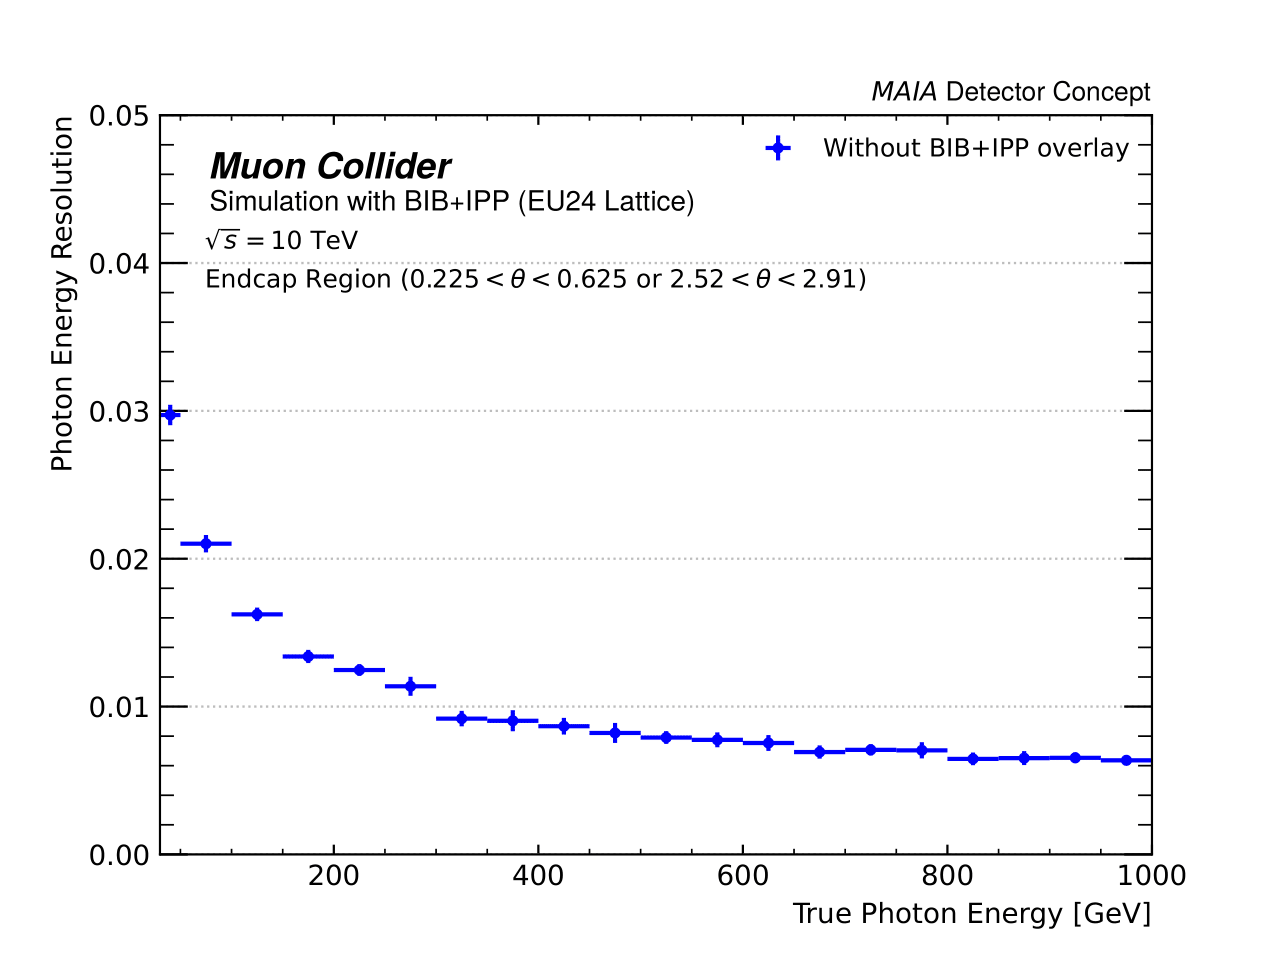 MAIA Detector Concept
Without BIB+IPP overlay
Muon Collider
Simulation with BIB+IPP (EU24 Lattice)
√s = 10 TeV
Endcap Region (0.225 < θ < 0.625 or 2.52 < θ < 2.91)
Photon Energy Resolution
0.05
0.04
0.03
0.02
0.01
0.00
200 400 600 800 1000
True Photon Energy [GeV]